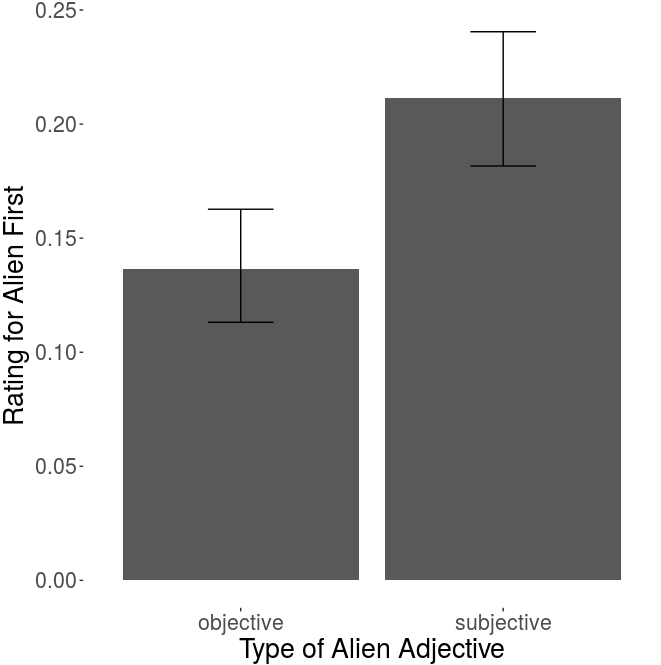 0.25
0.20
0.15
0.10
0.05
0.00
Rating for Alien First
objective
subjective
Type of Alien Adjective